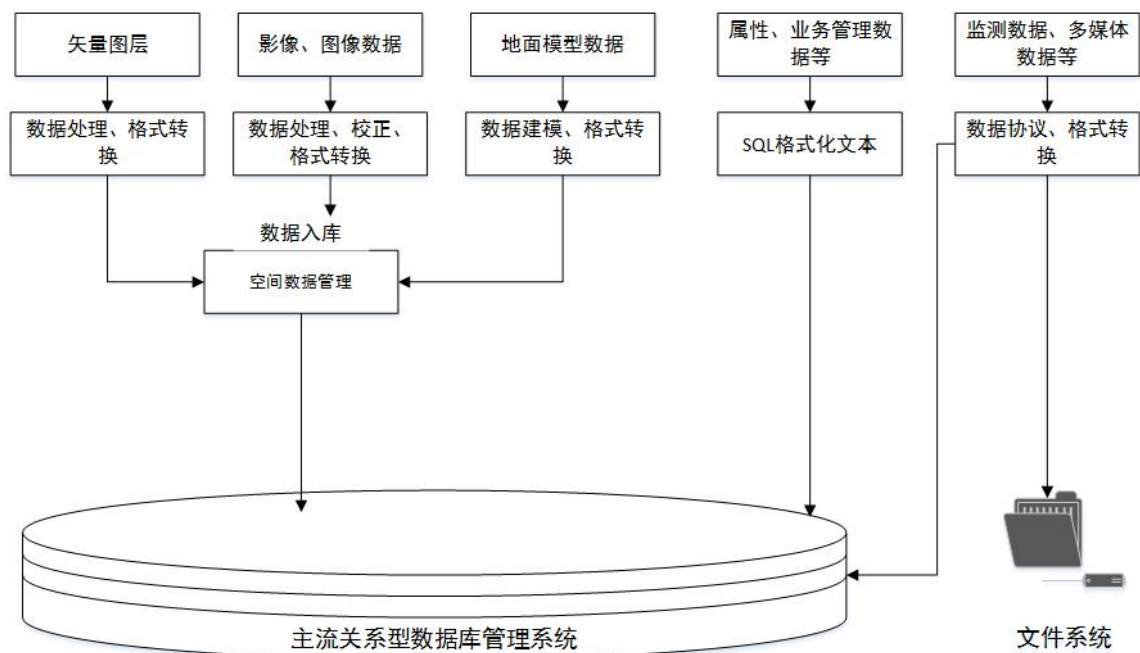 矢量图层
影像、图像数据
地面模型数据
属性、业务管理数
据等
监测数据、多媒体
数据等
数据处理、格式转
换
数据处理、校正、
格式转换
数据建模、格式转
换
SQL格式化文本
数据协议、格式转
换
数据入库
空间数据管理
主流关系型数据库管理系统
文件系统